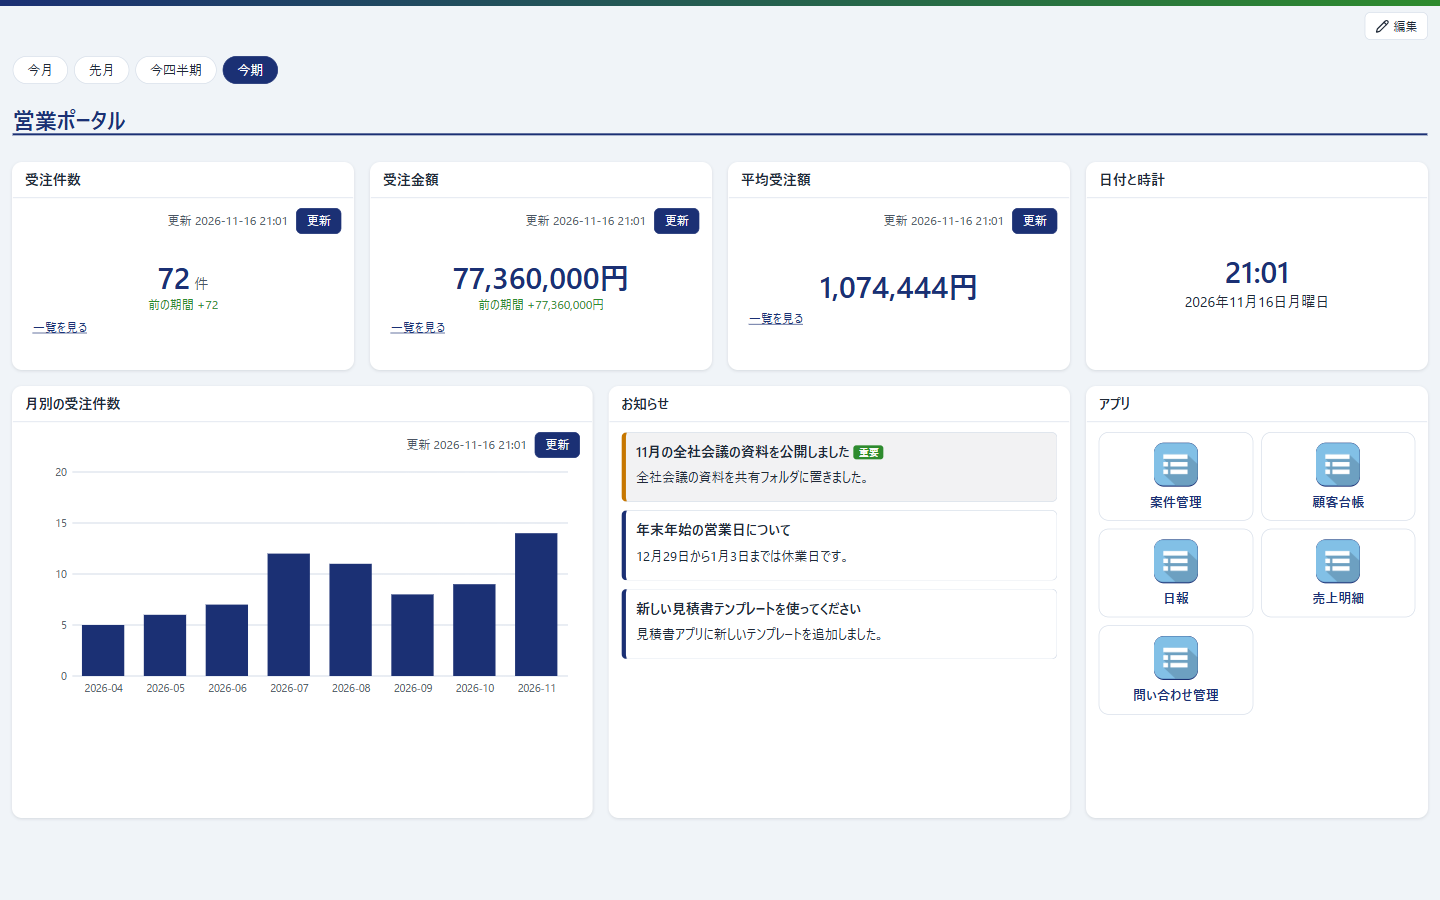 編集
今月 先月 今四半期 今期
営業ポータル
受注件数
更新 2026-11-16 21:01 更新
72 件
前の期間 +72
一覧を見る
受注金額
更新 2026-11-16 21:01 更新
77,360,000円
前の期間 +77,360,000円
一覧を見る
平均受注額
更新 2026-11-16 21:01 更新
1,074,444円
一覧を見る
日付と時計
21:01
2026年11月16日月曜日
月別の受注件数
更新 2026-11-16 21:01 更新
20
15
10
5
0
2026-04 2026-05 2026-06 2026-07 2026-08 2026-09 2026-10 2026-11
お知らせ
11月の全社会議の資料を公開しました 重要
全社会議の資料を共有フォルダに置きました。
年末年始の営業日について
12月29日から1月3日までは休業日です。
新しい見積書テンプレートを使ってください
見積書アプリに新しいテンプレートを追加しました。
アプリ
案件管理
顧客台帳
日報
売上明細
問い合わせ管理